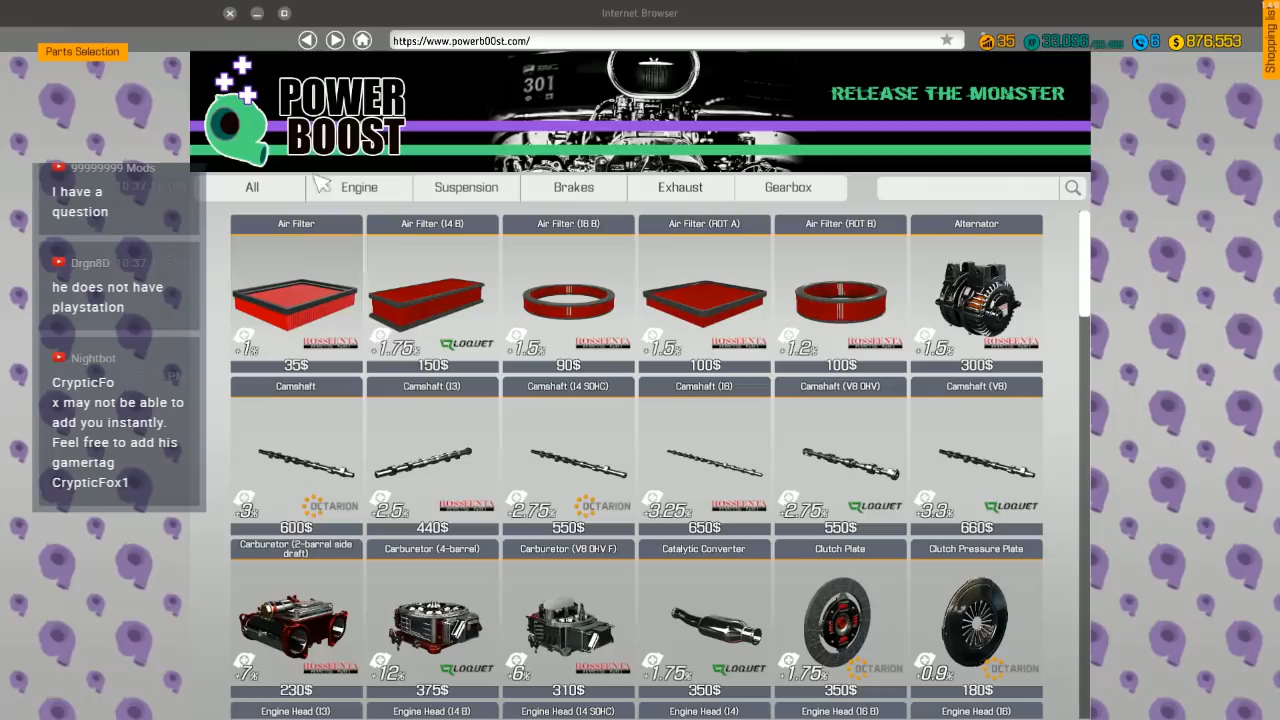 Internet Browser
Shopping list
Parts Selection
https://www.powerb00st.com/
35
6
876,553
301
POWER
BOOST
RELEASE THE MONSTER
All
Engine
Suspension
Brakes
Exhaust
Gearbox
99999999 Mods
I have a
question
Drgn8D
he does not have
playstation
Nightbot
CrypticFo
x may not be able to
add you instantly.
Feel free to add his
gamertag
CrypticFox1
Air Filter
Air Filter (I4 B)
Air Filter (I6 B)
Air Filter (ROT A)
Air Filter (ROT B)
Alternator
+1%
+1.75%
+1.5%
+1.5%
+1.2%
+1.5%
35$
150$
90$
100$
100$
300$
Camshaft
Camshaft (I3)
Camshaft (I4 SOHC)
Camshaft (I6)
Camshaft (V8 OHV)
Camshaft (V8)
+3%
OCTARION
+2.5%
+2.75%
OCTARION
+3.25%
+2.75%
LOQUET
+3.3%
LOQUET
600$
440$
550$
650$
550$
660$
Carburetor (2-barrel side
draft)
Carburetor (4-barrel)
Carburetor (V8 OHV F)
Catalytic Converter
Clutch Plate
Clutch Pressure Plate
+7%
+12%
LOQUET
+6%
+1.75%
LOQUET
+1.75%
OCTARION
+0.9%
OCTARION
230$
375$
310$
350$
350$
180$
Engine Head (I3)
Engine Head (I4 B)
Engine Head (I4 SOHC)
Engine Head (I4)
Engine Head (I6 B)
Engine Head (I6)